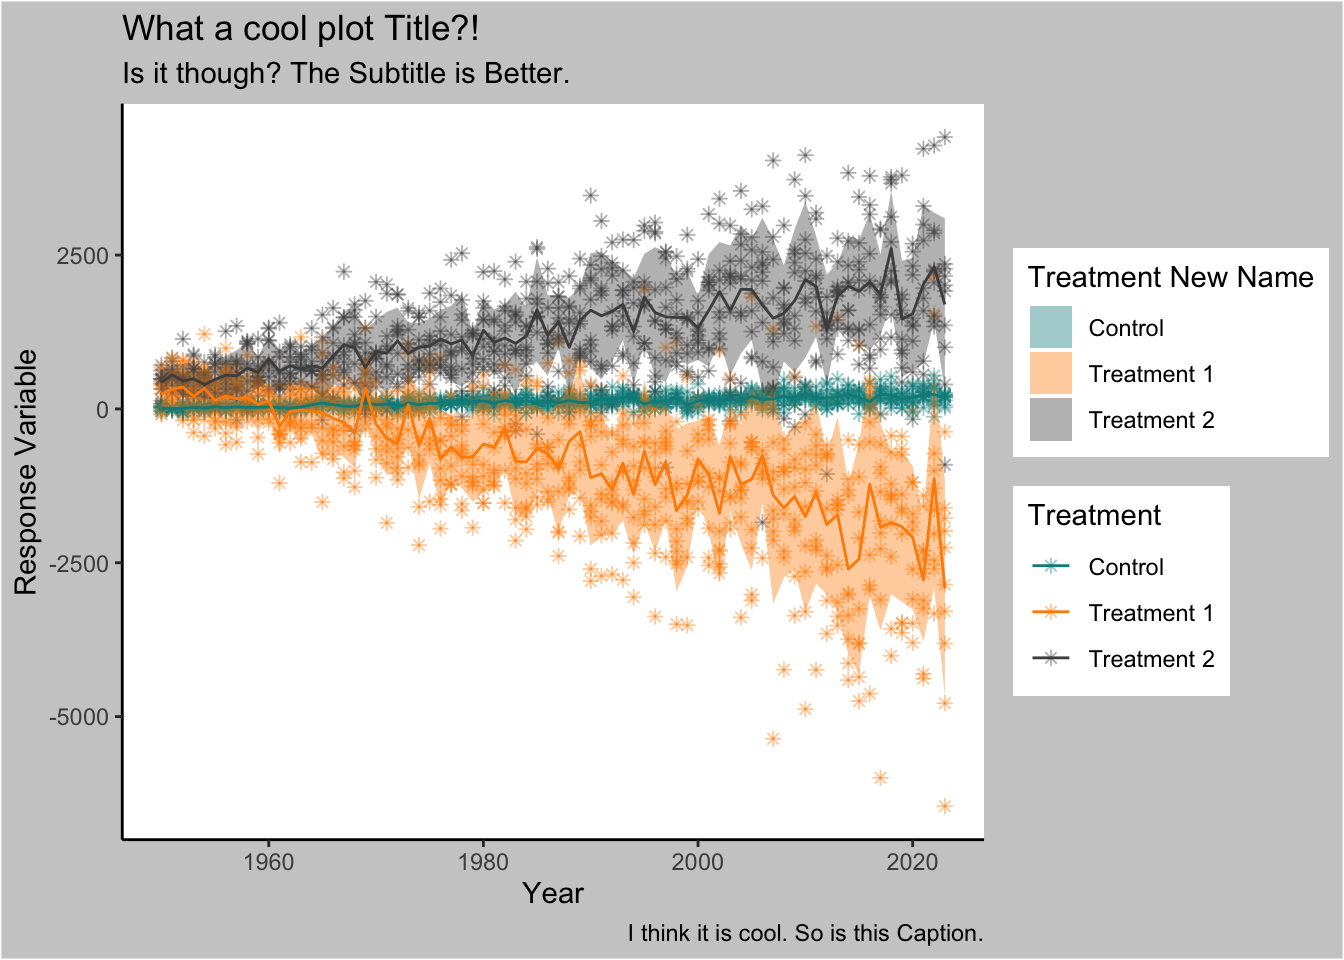 What a cool plot Title?!
Is it though? The Subtitle is Better.
Response Variable
2500
0
-2500
-5000
1960
1980
2000
2020
Year
I think it is cool. So is this Caption.
Treatment New Name
Control
Treatment 1
Treatment 2
Treatment
Control
Treatment 1
Treatment 2